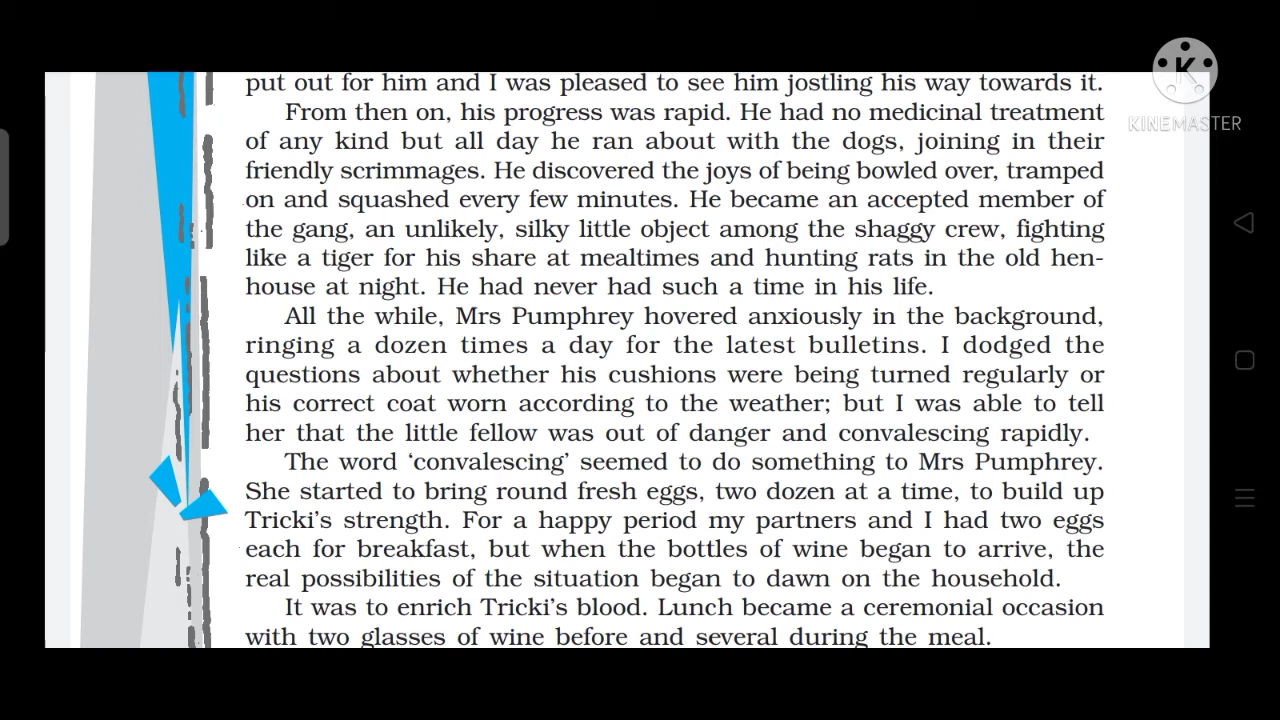 put out for him and I was pleased to see him jostling his way towards it.
From then on, his progress was rapid. He had no medicinal treatment
of any kind but all day he ran about with the dogs, joining in their
friendly scrimmages. He discovered the joys of being bowled over, tramped
on and squashed every few minutes. He became an accepted member of
the gang, an unlikely, silky little object among the shaggy crew, fighting
like a tiger for his share at mealtimes and hunting rats in the old hen-
house at night. He had never had such a time in his life.
All the while, Mrs Pumphrey hovered anxiously in the background,
ringing a dozen times a day for the latest bulletins. I dodged the
questions about whether his cushions were being turned regularly or
his correct coat worn according to the weather; but I was able to tell
her that the little fellow was out of danger and convalescing rapidly.
The word ‘convalescing’ seemed to do something to Mrs Pumphrey.
She started to bring round fresh eggs, two dozen at a time, to build up
Tricki’s strength. For a happy period my partners and I had two eggs
each for breakfast, but when the bottles of wine began to arrive, the
real possibilities of the situation began to dawn on the household.
It was to enrich Tricki’s blood. Lunch became a ceremonial occasion
with two glasses of wine before and several during the meal.
K
KINEMASTER